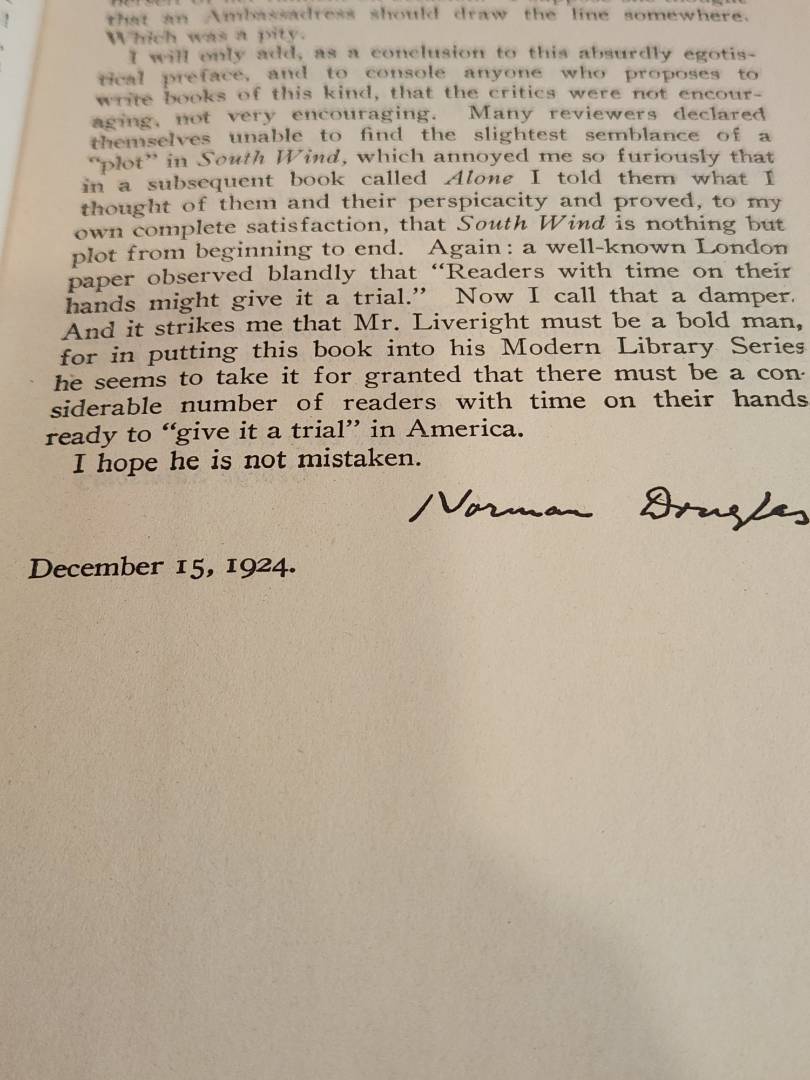 that an Ambassadress should draw the line somewhere.
Which was a pity.
I will only add, as a conclusion to this absurdly egotis-
tical preface, and to console anyone who proposes to
write books of this kind, that the critics were not encour-
aging, not very encouraging. Many reviewers declared
themselves unable to find the slightest semblance of a
“plot” in South Wind, which annoyed me so furiously that
in a subsequent book called Alone I told them what I
thought of them and their perspicacity and proved, to my
own complete satisfaction, that South Wind is nothing but
plot from beginning to end. Again: a well-known London
paper observed blandly that “Readers with time on their
hands might give it a trial.” Now I call that a damper.
And it strikes me that Mr. Liveright must be a bold man,
for in putting this book into his Modern Library Series
he seems to take it for granted that there must be a con-
siderable number of readers with time on their hands
ready to “give it a trial” in America.
I hope he is not mistaken.
Norman Douglas
December 15, 1924.